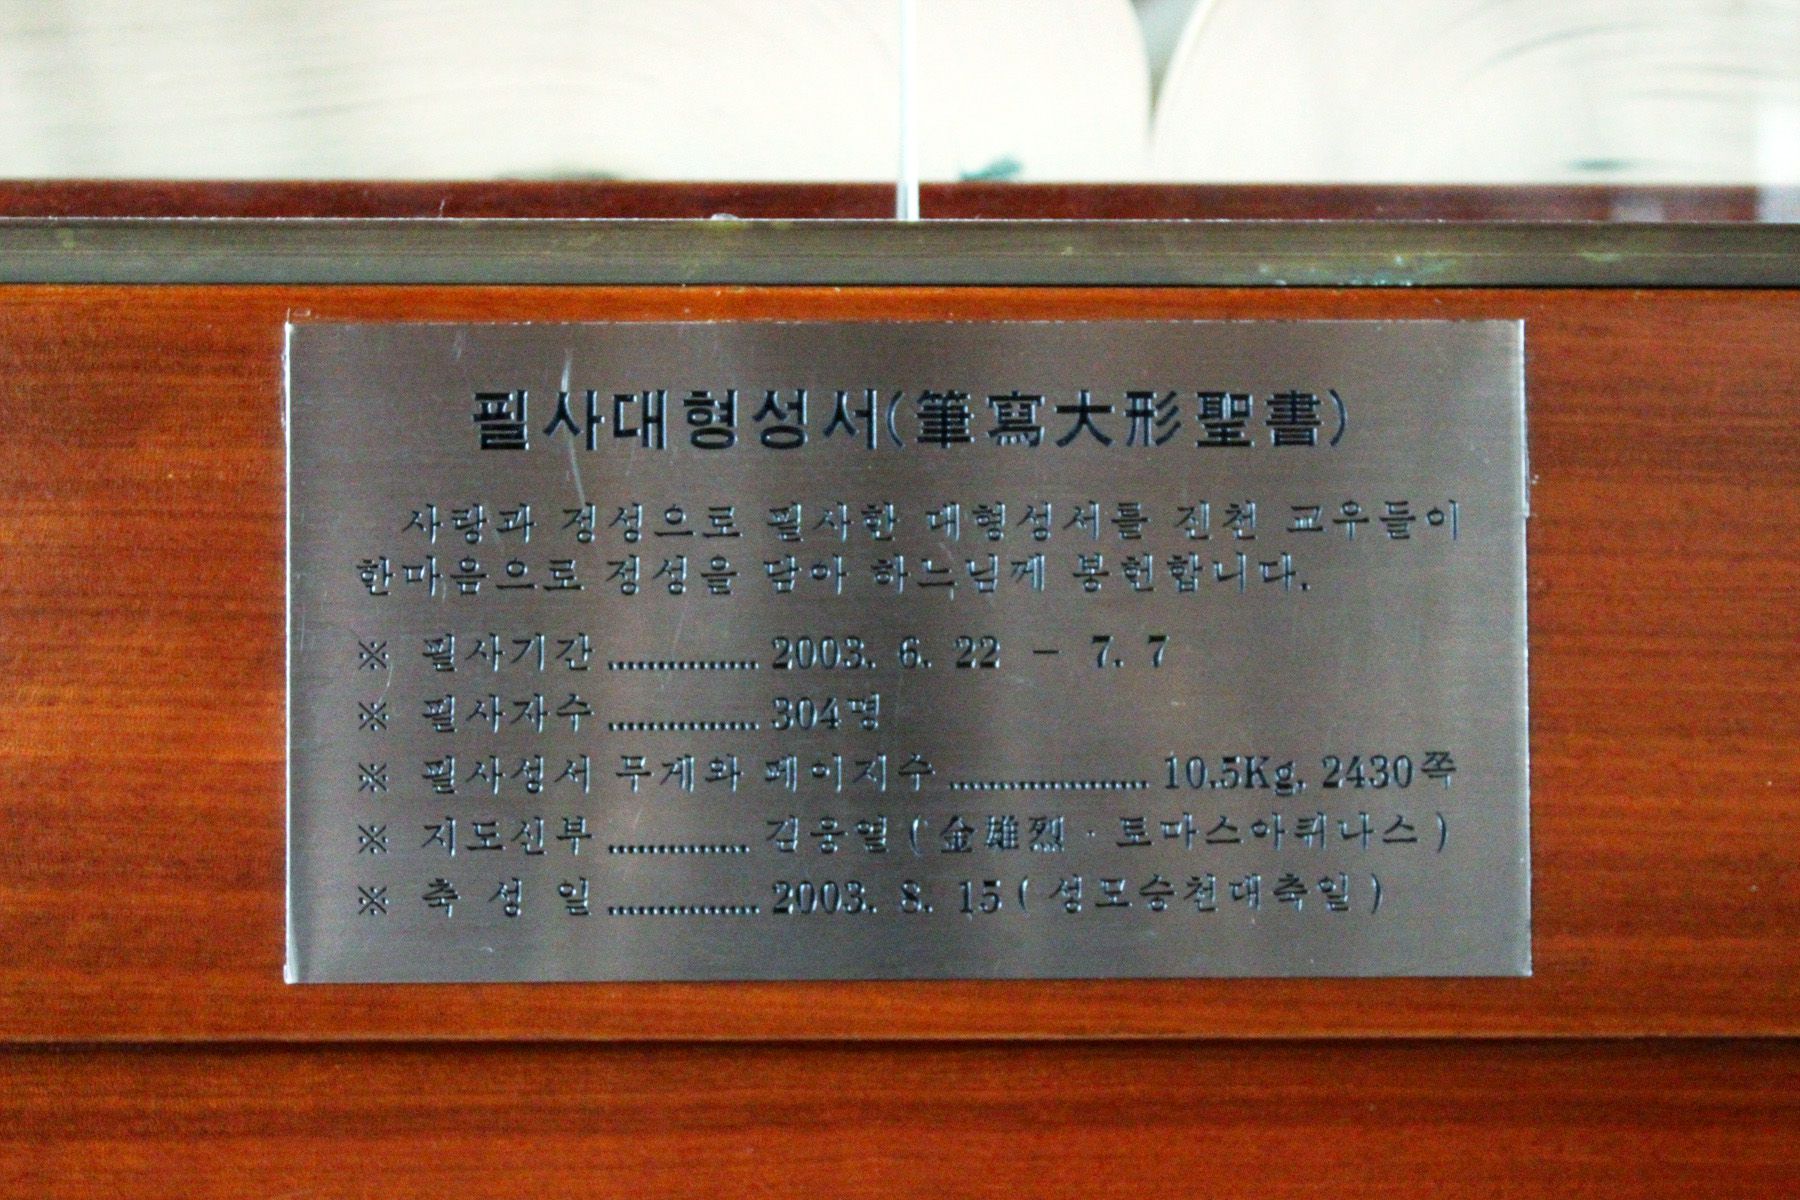 필사대형성서(筆寫大形聖書)
사랑과 정성으로 필사한 대형성서를 진천 교우들이
한마음으로 정성을 담아 하느님께 봉헌합니다.
※ 필사기간 ................. 2003. 6. 22 - 7. 7
※ 필사자수 ................. 304명
※ 필사성서 무게와 페이지수 ....................... 10.5Kg, 2430쪽
※ 지도신부 ................ 김웅열 ( 金雄烈 · 토마스아퀴나스 )
※ 축 성 일 ................. 2003. 8. 15 ( 성모승천대축일 )